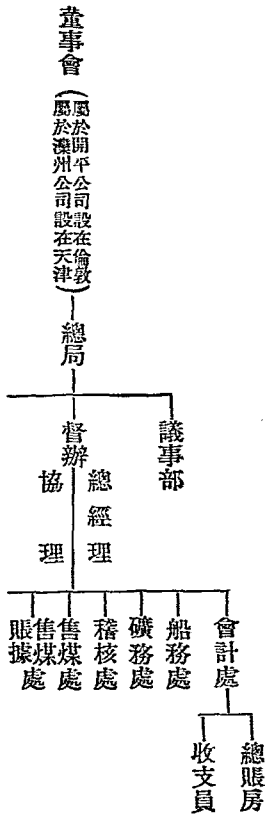 董事會
(屬於開平公司設在倫敦
屬於灤州公司設在天津)
總局
議事部
督辦
總經理
協理
會計處
船務處
礦務處
稽核處
售煤處
售煤
賬據處
總賬房
收支員